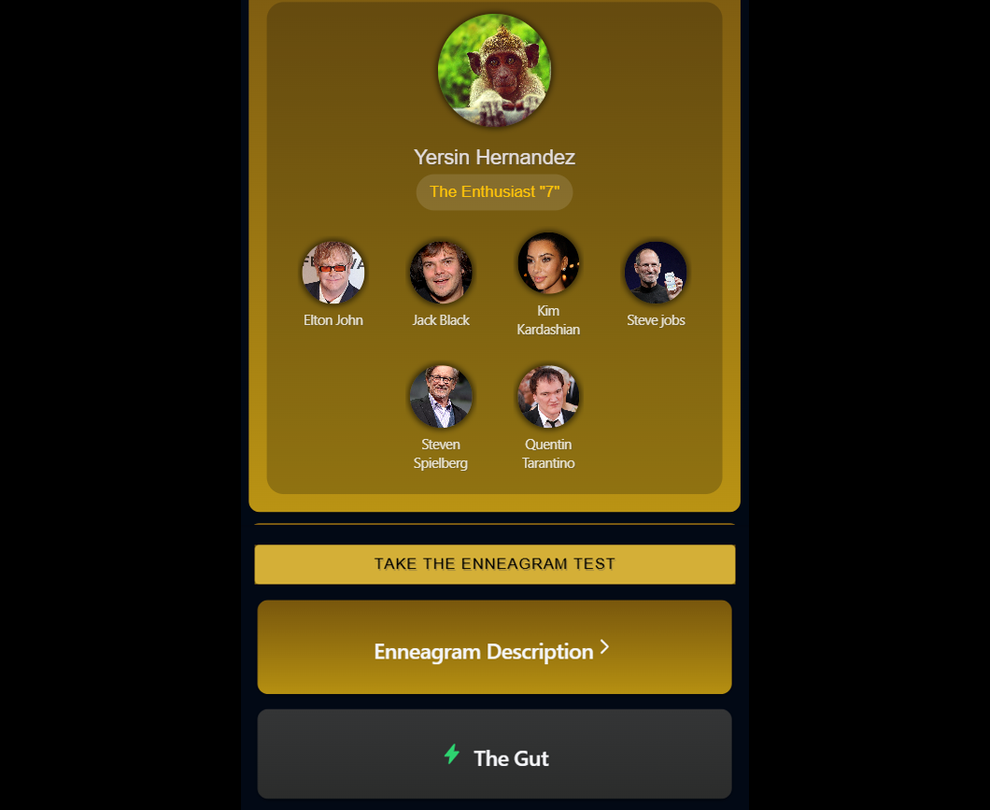 Yersin Hernandez
The Enthusiast "7"
Elton John
Jack Black
Kim
Kardashian
Steve jobs
Steven
Spielberg
Quentin
Tarantino
TAKE THE ENNEAGRAM TEST
Enneagram Description
The Gut